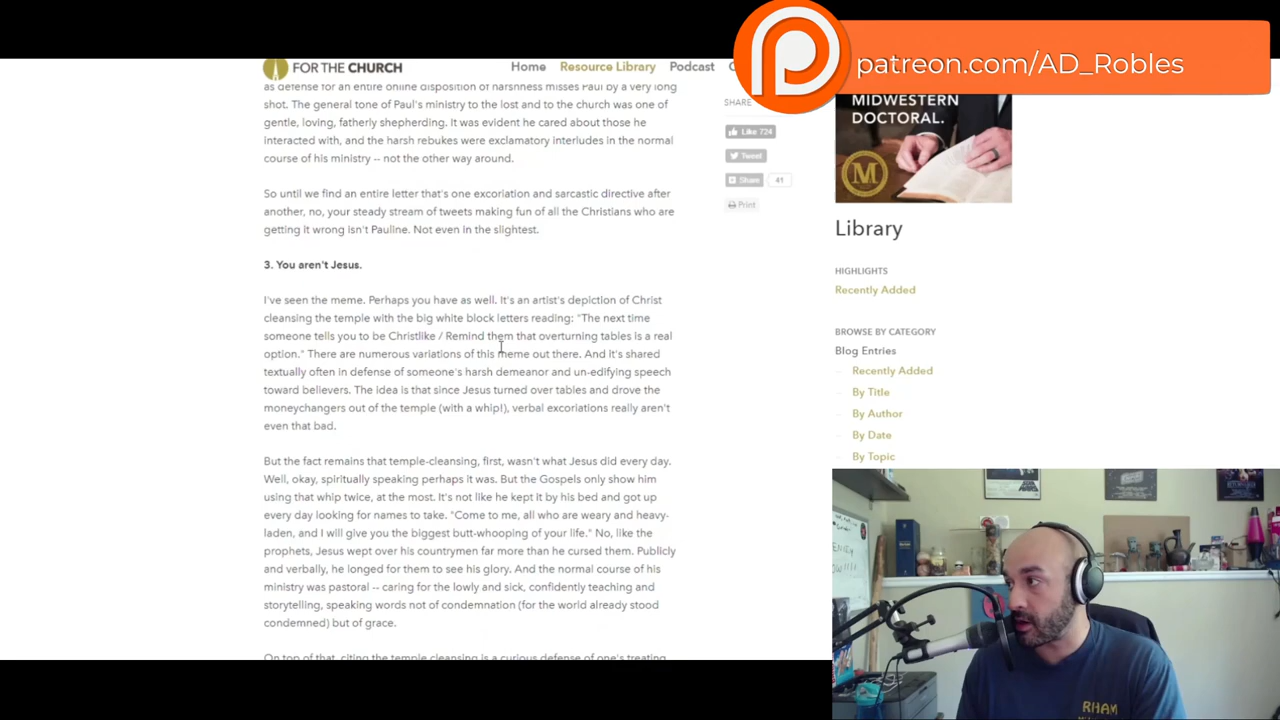 patreon.com/AD_Robles
FOR THE CHURCH
Home Resource Library Podcast
as defense for an entire online disposition of harshness misses Paul by a very long
shot. The general tone of Paul's ministry to the lost and to the church was one of
gentle, loving, fatherly shepherding. It was evident he cared about those he
interacted with, and the harsh rebukes were exclamatory interludes in the normal
course of his ministry -- not the other way around.
So until we find an entire letter that's one excoriation and sarcastic directive after
another, no, your steady stream of tweets making fun of all the Christians who are
getting it wrong isn't Pauline. Not even in the slightest.
3. You aren't Jesus.
I've seen the meme. Perhaps you have as well. It's an artist's depiction of Christ
cleansing the temple with the big white block letters reading: "The next time
someone tells you to be Christlike / Remind them that overturning tables is a real
option." There are numerous variations of this meme out there. And it's shared
textually often in defense of someone's harsh demeanor and un-edifying speech
toward believers. The idea is that since Jesus turned over tables and drove the
moneychangers out of the temple (with a whip!), verbal excoriations really aren't
even that bad.
But the fact remains that temple-cleansing, first, wasn't what Jesus did every day.
Well, okay, spiritually speaking perhaps it was. But the Gospels only show him
using that whip twice, at the most. It's not like he kept it by his bed and got up
every day looking for names to take. "Come to me, all who are weary and heavy-
laden, and I will give you the biggest butt-whooping of your life." No, like the
prophets, Jesus wept over his countrymen far more than he cursed them. Publicly
and verbally, he longed for them to see his glory. And the normal course of his
ministry was pastoral -- caring for the lowly and sick, confidently teaching and
storytelling, speaking words not of condemnation (for the world already stood
condemned) but of grace.
On top of that, citing the temple cleansing is a curious defense of one's treating
SHARE
Like 724
Tweet
Share 41
Print
MIDWESTERN
DOCTORAL.
M
Library
HIGHLIGHTS
Recently Added
BROWSE BY CATEGORY
Blog Entries
Recently Added
By Title
By Author
By Date
By Topic
RHAM